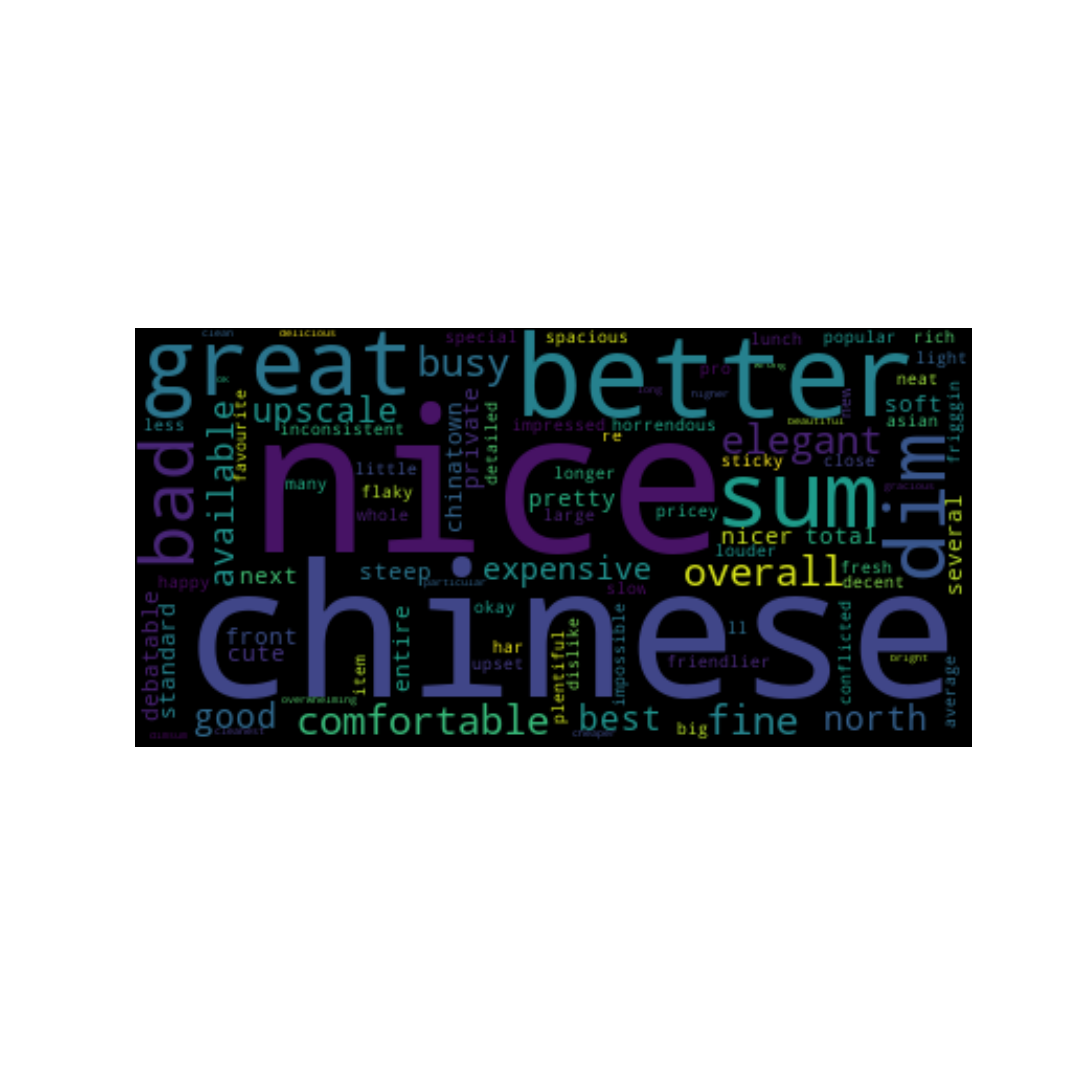 clean delicious special spacious lunch popular rich
great busy better pro wrong light
OK long higher new neat
upscale favourite available private chinatown detailed soft friggin
less inconsistent impressed horrendous beautiful asian
bad nice re elegant
little longer sticky close dim
many flaky pretty sum gracious
whole large pricey several
nicer total
louder
happy next steep particular expensive slow overall fresh
decent
debatable standard chinese okay entire impossible dislike conflicted
front ll
cute har
item upset plentiful friendlier bright average
overwhelming
good comfortable best big fine north
cleanest cheaper